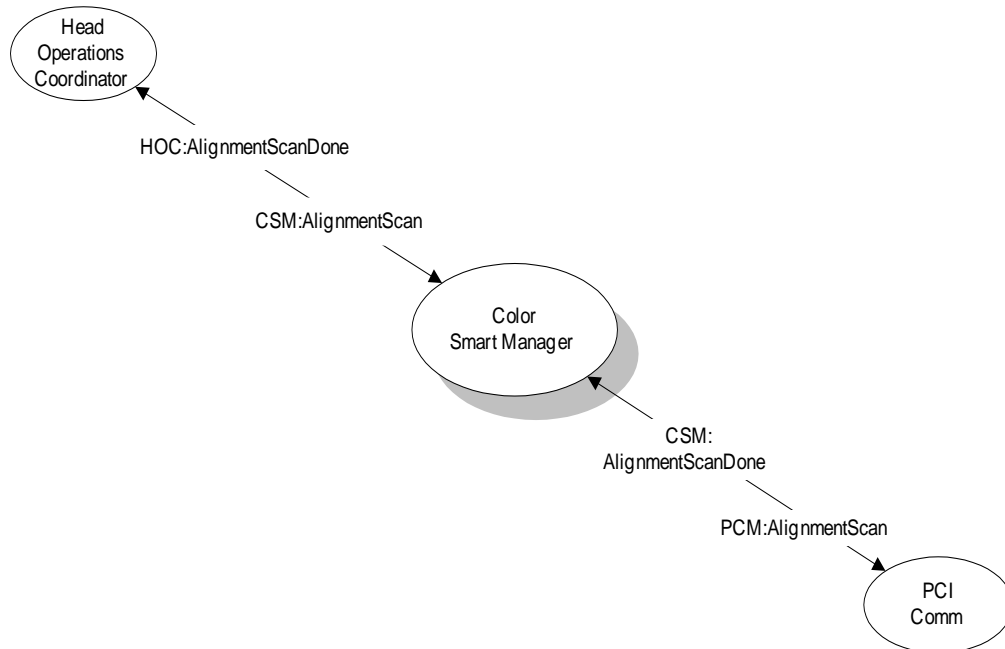 Head
Operations
Coordinator
HOC:AlignmentScanDone
CSM:AlignmentScan
Color
Smart Manager
CSM:
AlignmentScanDone
PCM:AlignmentScan
PCI
Comm